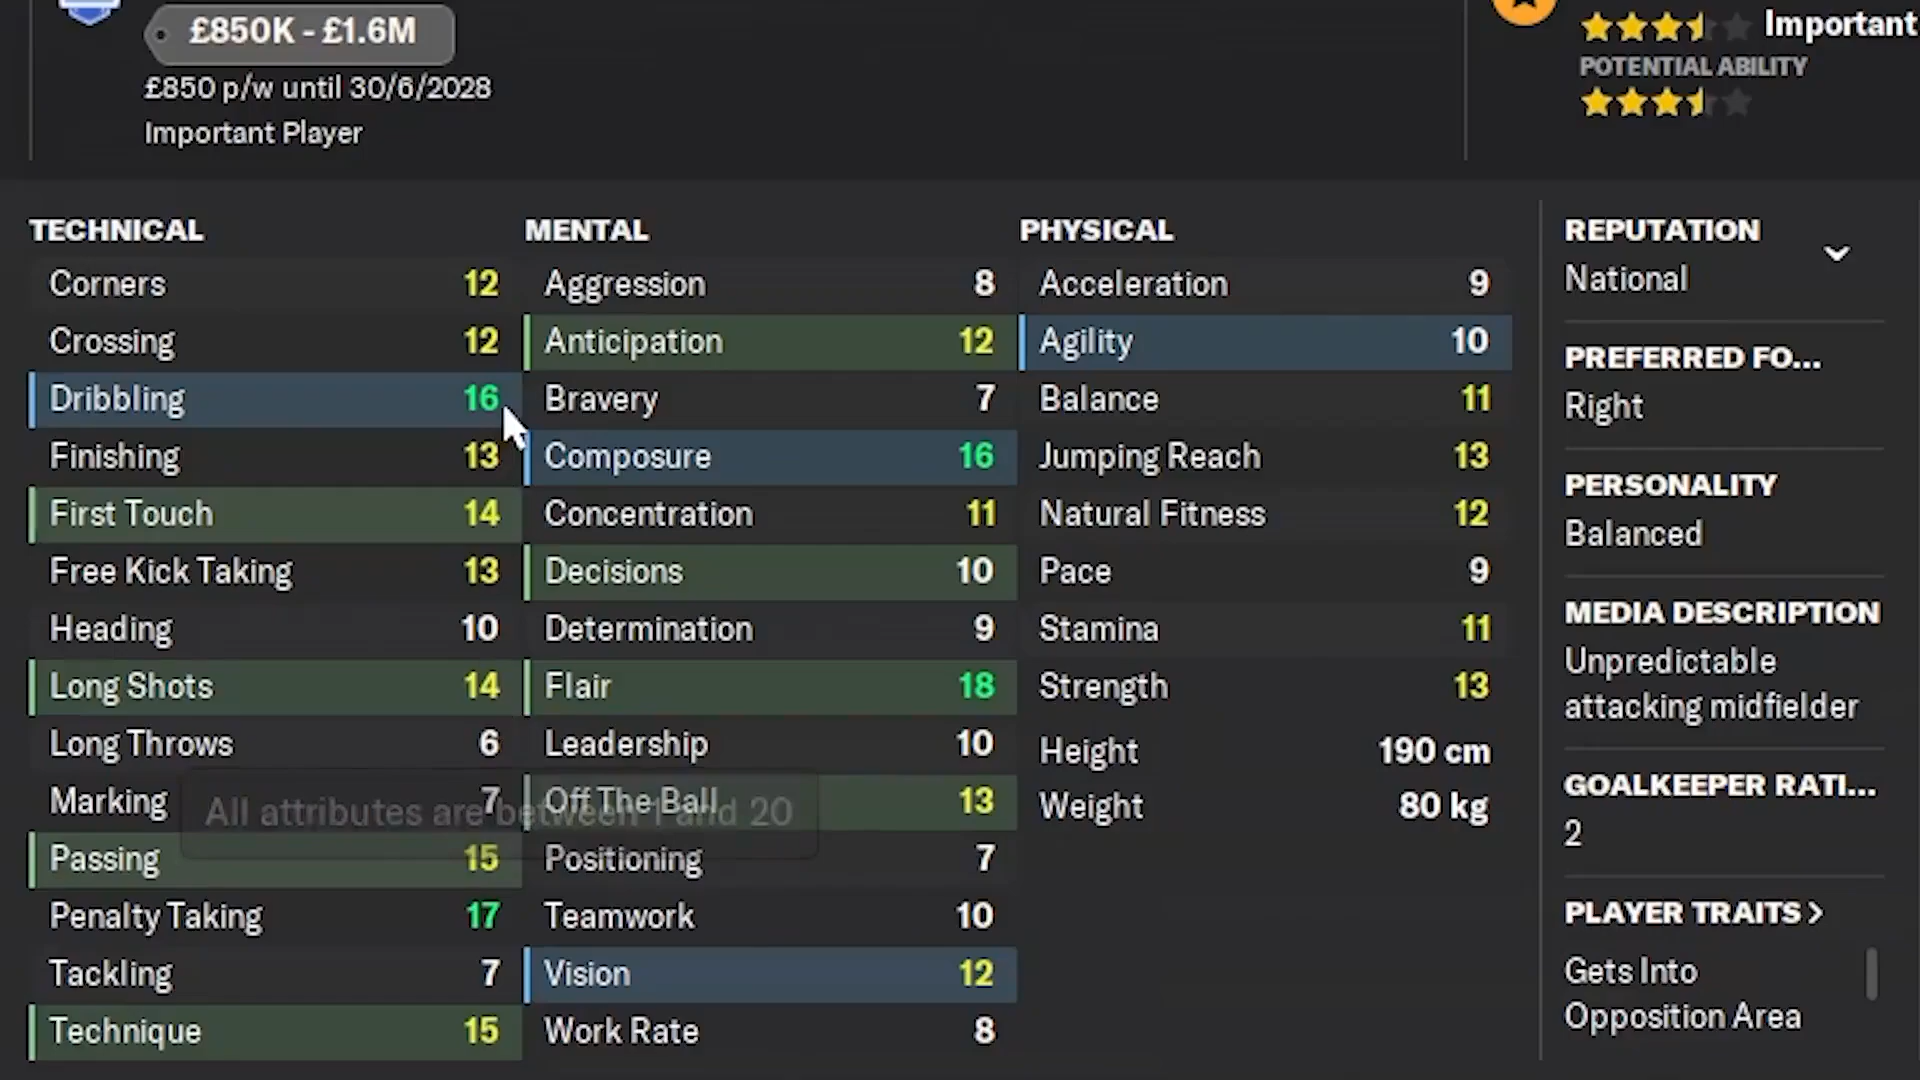 £850K - £1.6M
£850 p/w until 30/6/2028
Important Player
Important
POTENTIAL ABILITY
TECHNICAL
Corners 12
Crossing 12
Dribbling 16
Finishing 13
First Touch 14
Free Kick Taking 13
Heading 10
Long Shots 14
Long Throws 6
Marking 7
Passing 15
Penalty Taking 17
Tackling 7
Technique 15
All attributes are between 1 and 20
MENTAL
Aggression 8
Anticipation 12
Bravery 7
Composure 16
Concentration 11
Decisions 10
Determination 9
Flair 18
Leadership 10
Off The Ball 13
Positioning 7
Teamwork 10
Vision 12
Work Rate 8
PHYSICAL
Acceleration 9
Agility 10
Balance 11
Jumping Reach 13
Natural Fitness 12
Pace 9
Stamina 11
Strength 13
Height 190 cm
Weight 80 kg
REPUTATION
National
PREFERRED FO...
Right
PERSONALITY
Balanced
MEDIA DESCRIPTION
Unpredictable
attacking midfielder
GOALKEEPER RATI...
2
PLAYER TRAITS >
Gets Into
Opposition Area